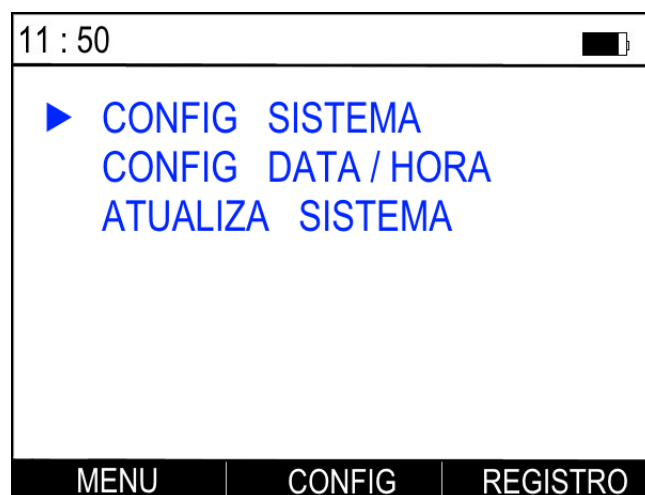 11 : 50
CONFIG SISTEMA
CONFIG DATA / HORA
ATUALIZA SISTEMA
MENU CONFIG REGISTRO